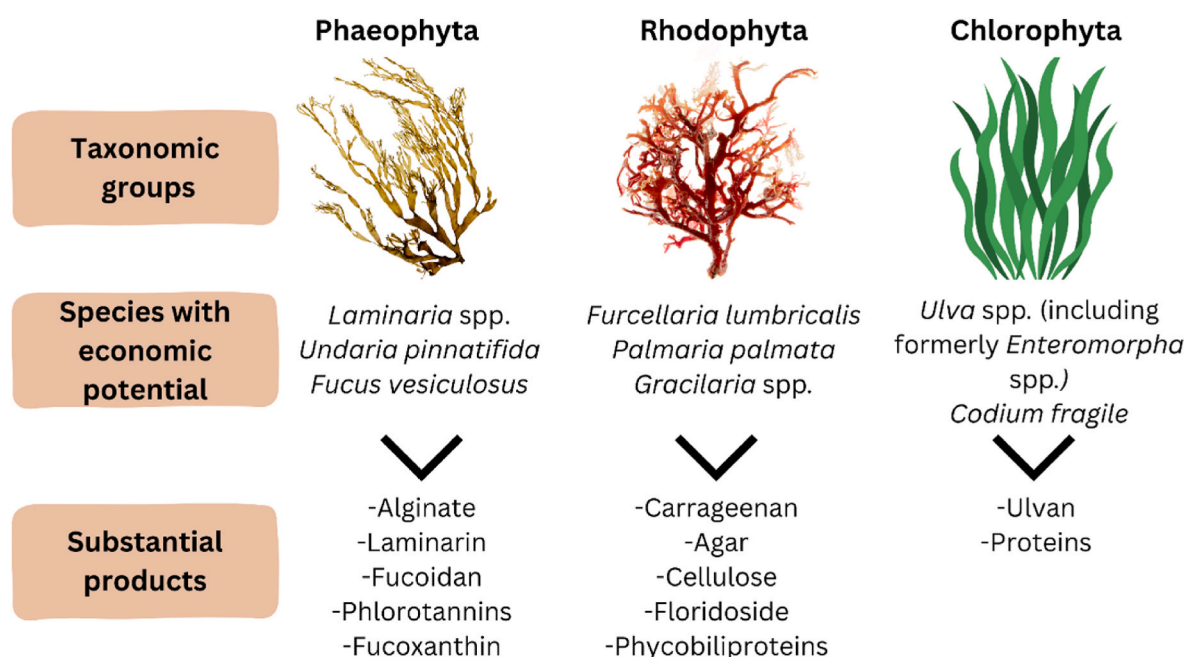 Phaeophyta
Rhodophyta
Chlorophyta
Taxonomic
groups
Species with
economic
potential
Laminaria spp.
Undaria pinnatifida
Fucus vesiculosus
Furcellaria lumbricalis
Palmaria palmata
Gracilaria spp.
Ulva spp. (including
formerly Enteromorpha
spp.)
Codium fragile
Substantial
products
-Alginate
-Laminarin
-Fucoidan
-Phlorotannins
-Fucoxanthin
-Carrageenan
-Agar
-Cellulose
-Floridoside
-Phycobiliproteins
-Ulvan
-Proteins